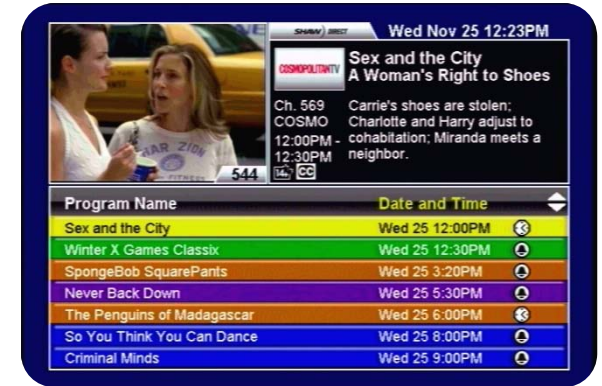 SHAW) DIRECT
Wed Nov 25 12:23PM
COSMOPOLITANTV
Sex and the City
A Woman's Right to Shoes
Ch. 569
COSMO
12:00PM -
12:30PM
14+ CC
Carrie's shoes are stolen;
Charlotte and Harry adjust to
cohabitation; Miranda meets a
neighbor.
HAR ZION
FITNESS
544
Program Name Date and Time
Sex and the City Wed 25 12:00PM
Winter X Games Classix Wed 25 12:30PM
SpongeBob SquarePants Wed 25 3:20PM
Never Back Down Wed 25 5:30PM
The Penguins of Madagascar Wed 25 6:00PM
So You Think You Can Dance Wed 25 8:00PM
Criminal Minds Wed 25 9:00PM